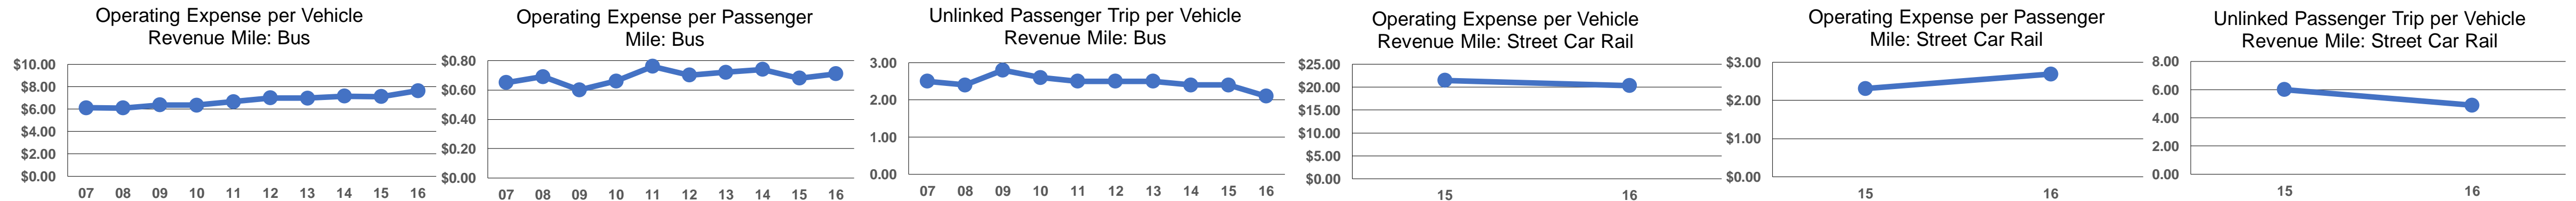 Operating Expense per Vehicle
Revenue Mile: Bus
$10.00
$8.00
$6.00
$4.00
$2.00
$0.00
07 08 09 10 11 12 13 14 15 16
Operating Expense per Passenger
Mile: Bus
$0.80
$0.60
$0.40
$0.20
$0.00
07 08 09 10 11 12 13 14 15 16
Unlinked Passenger Trip per Vehicle
Revenue Mile: Bus
3.00
2.00
1.00
0.00
07 08 09 10 11 12 13 14 15 16
Operating Expense per Vehicle
Revenue Mile: Street Car Rail
$25.00
$20.00
$15.00
$10.00
$5.00
$0.00
15 16
Operating Expense per Passenger
Mile: Street Car Rail
$3.00
$2.00
$1.00
$0.00
15 16
Unlinked Passenger Trip per Vehicle
Revenue Mile: Street Car Rail
8.00
6.00
4.00
2.00
0.00
15 16